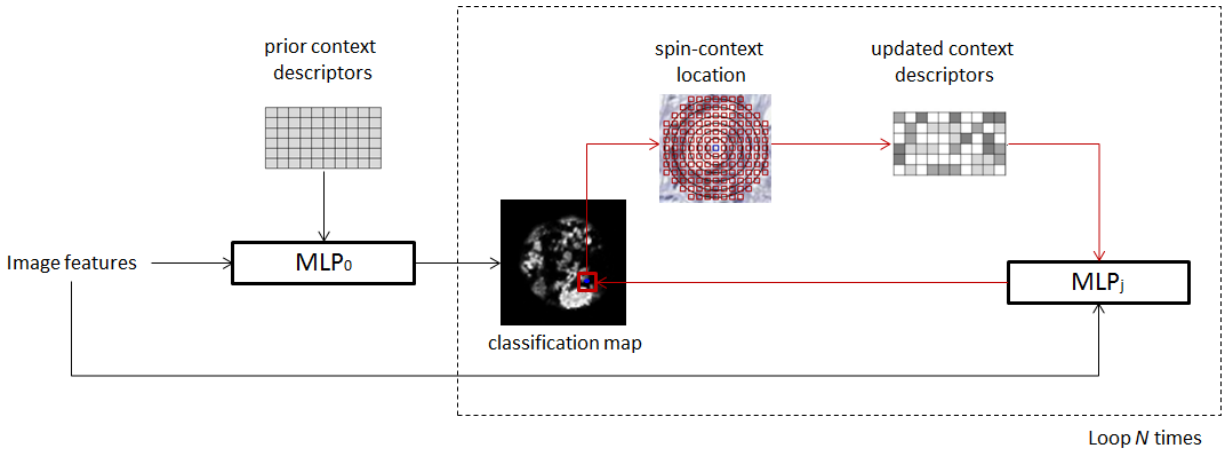 prior context
descriptors
spin-context
location
updated context
descriptors
Image features
MLP0
MLPj
classification map
Loop N times